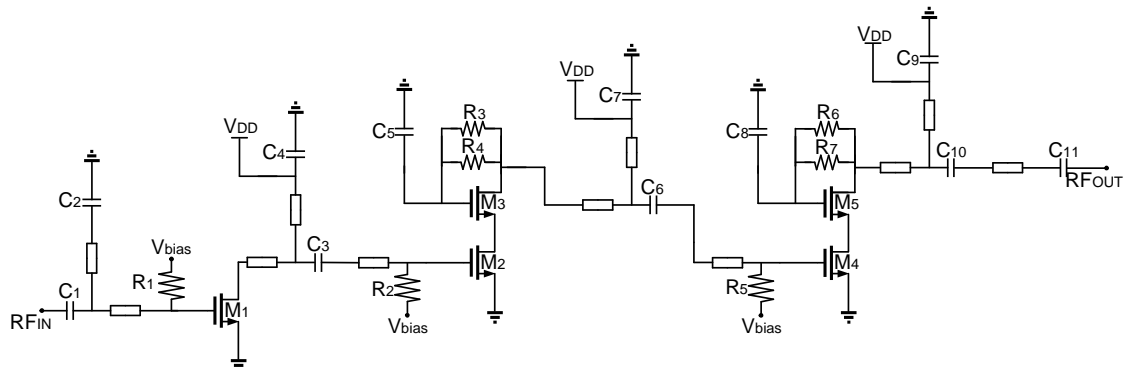 RFIN
C1
C2
Vbias
R1
M1
VDD
C4
C3
R2
Vbias
C5
R3
R4
M3
M2
VDD
C7
C6
R5
Vbias
C8
R6
R7
M5
M4
VDD
C9
C10
C11
RFOUT